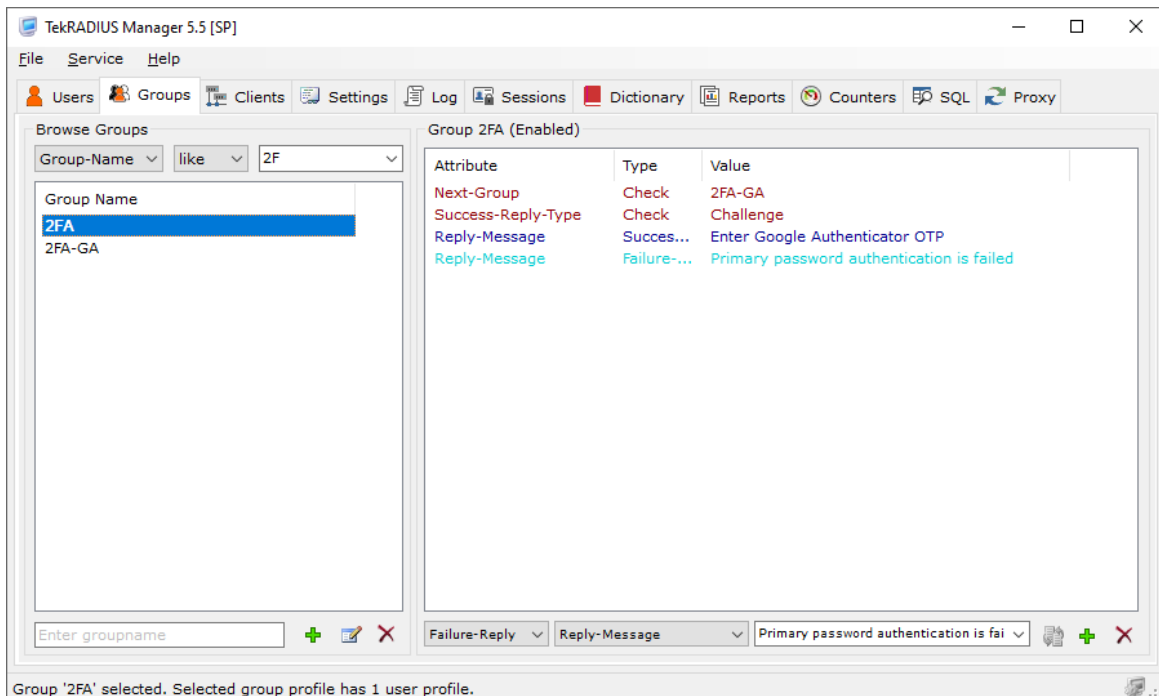 TekRADIUS Manager 5.5 [SP]
File Service Help
Users Groups Clients Settings Log Sessions Dictionary Reports Counters SQL Proxy
Browse Groups
Group-Name like 2F
Group Name
2FA
2FA-GA
Group 2FA (Enabled)
Attribute Type Value
Next-Group Check 2FA-GA
Success-Reply-Type Check Challenge
Reply-Message Succes... Enter Google Authenticator OTP
Reply-Message Failure-... Primary password authentication is failed
Enter groupname
Failure-Reply Reply-Message Primary password authentication is fai
Group '2FA' selected. Selected group profile has 1 user profile.